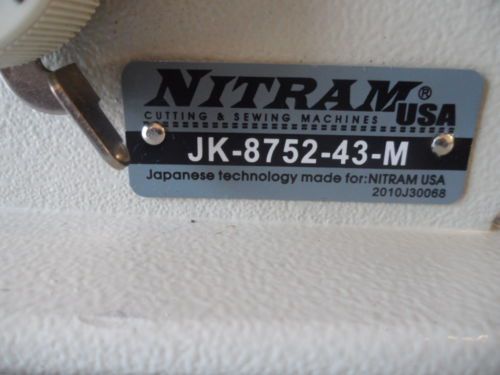 NITRAM® USA
CUTTING & SEWING MACHINES
JK-8752-43-M
Japanese technology made for:NITRAM USA
2010J30068